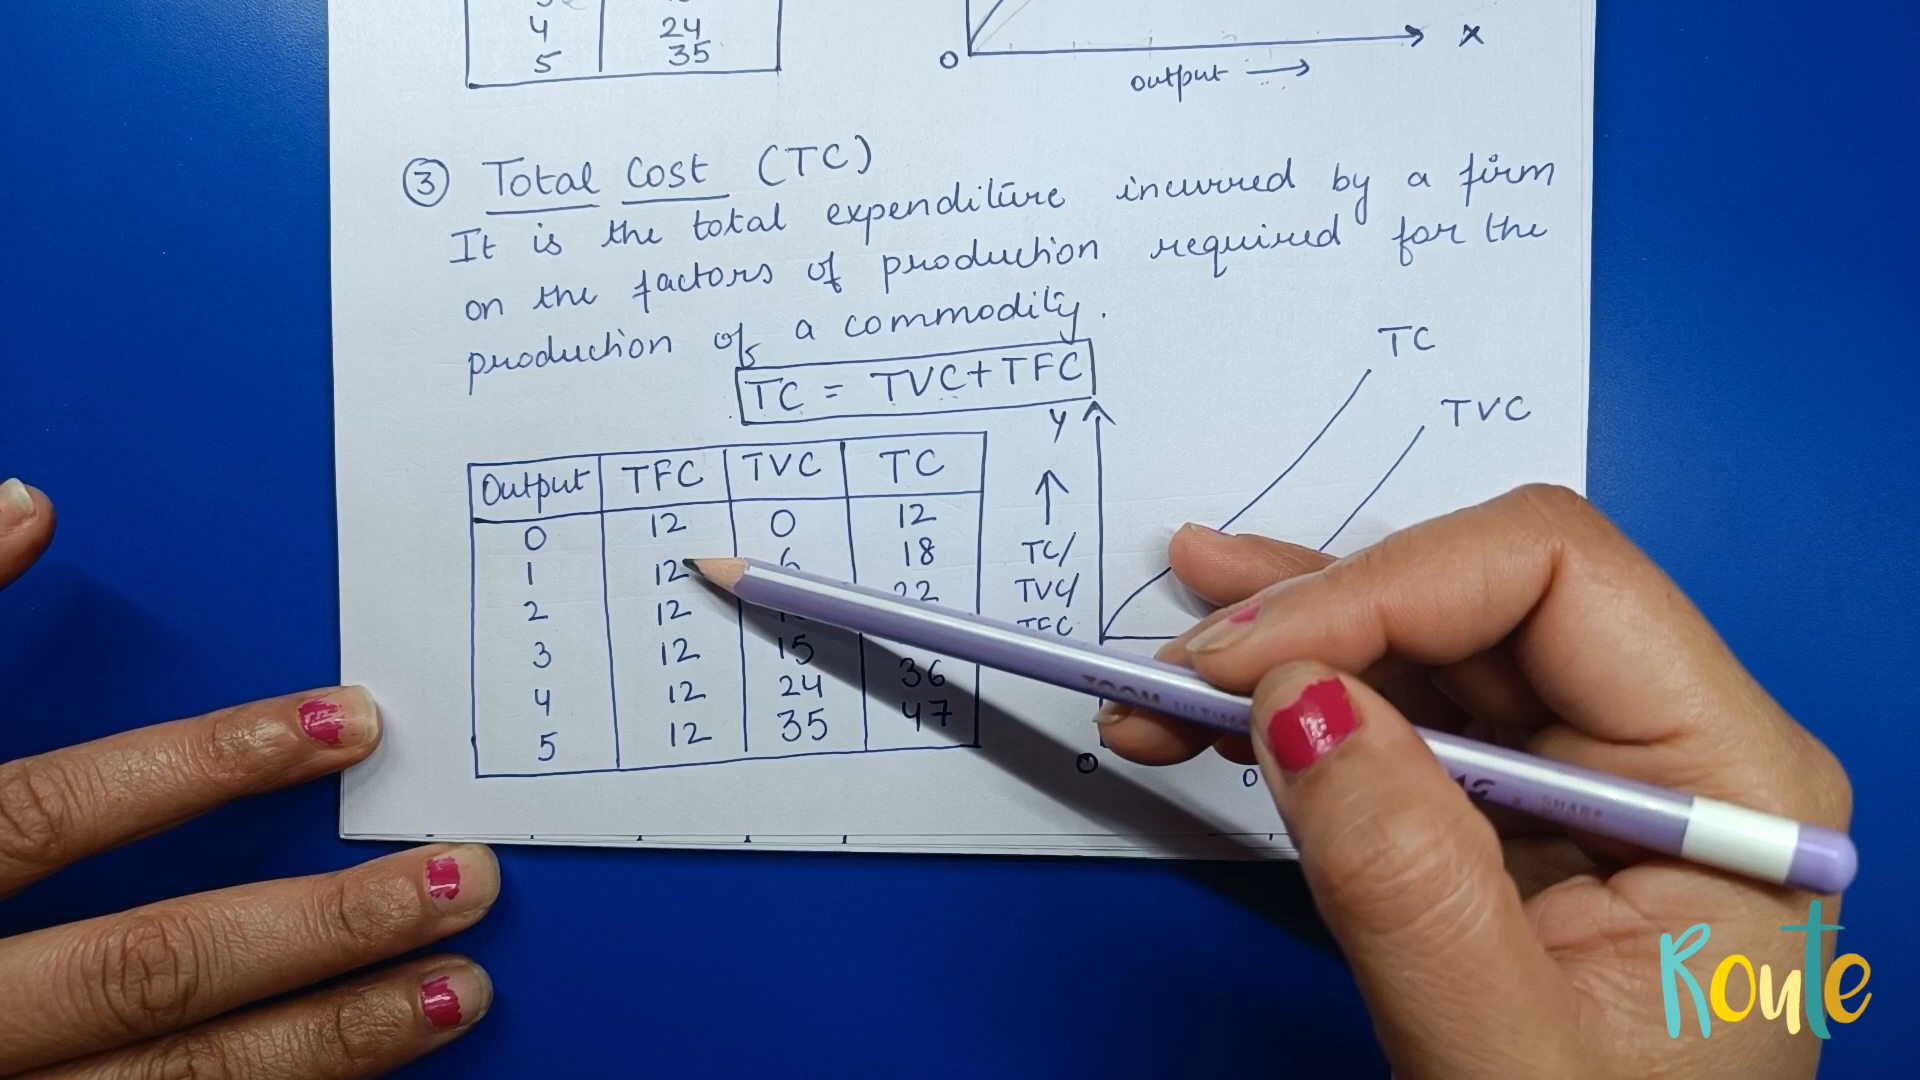 4 24
5 35
O
X
output
③ Total Cost (TC)
It is the total expenditure incurred by a firm
on the factors of production required for the
production of a commodity.
TC = TVC + TFC
Output TFC TVC TC
0 12 0 12
1 12 6 18
2 12 22
3 12 15
4 12 24 36
5 12 35 47
Y
TC/
TVC/
TFC
TC
TVC
O
Route